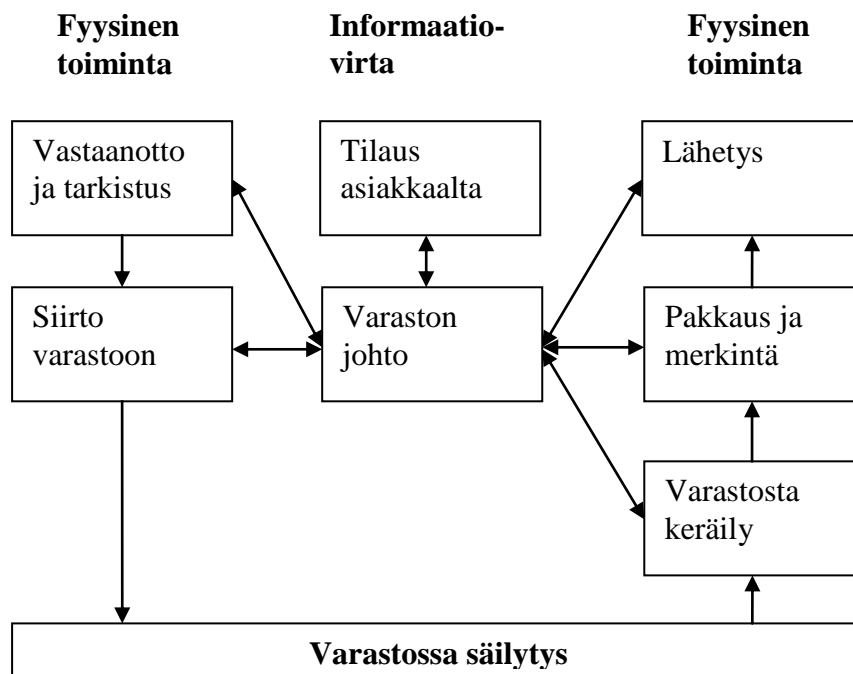 Fyysinen
toiminta
Informaatio-
virta
Fyysinen
toiminta
Vastaanotto
ja tarkistus
Tilaus
asiakkaalta
Lähetys
Siirto
varastoon
Varaston
johto
Pakkaus ja
merkintä
Varastosta
keräily
Varastossa säilytys